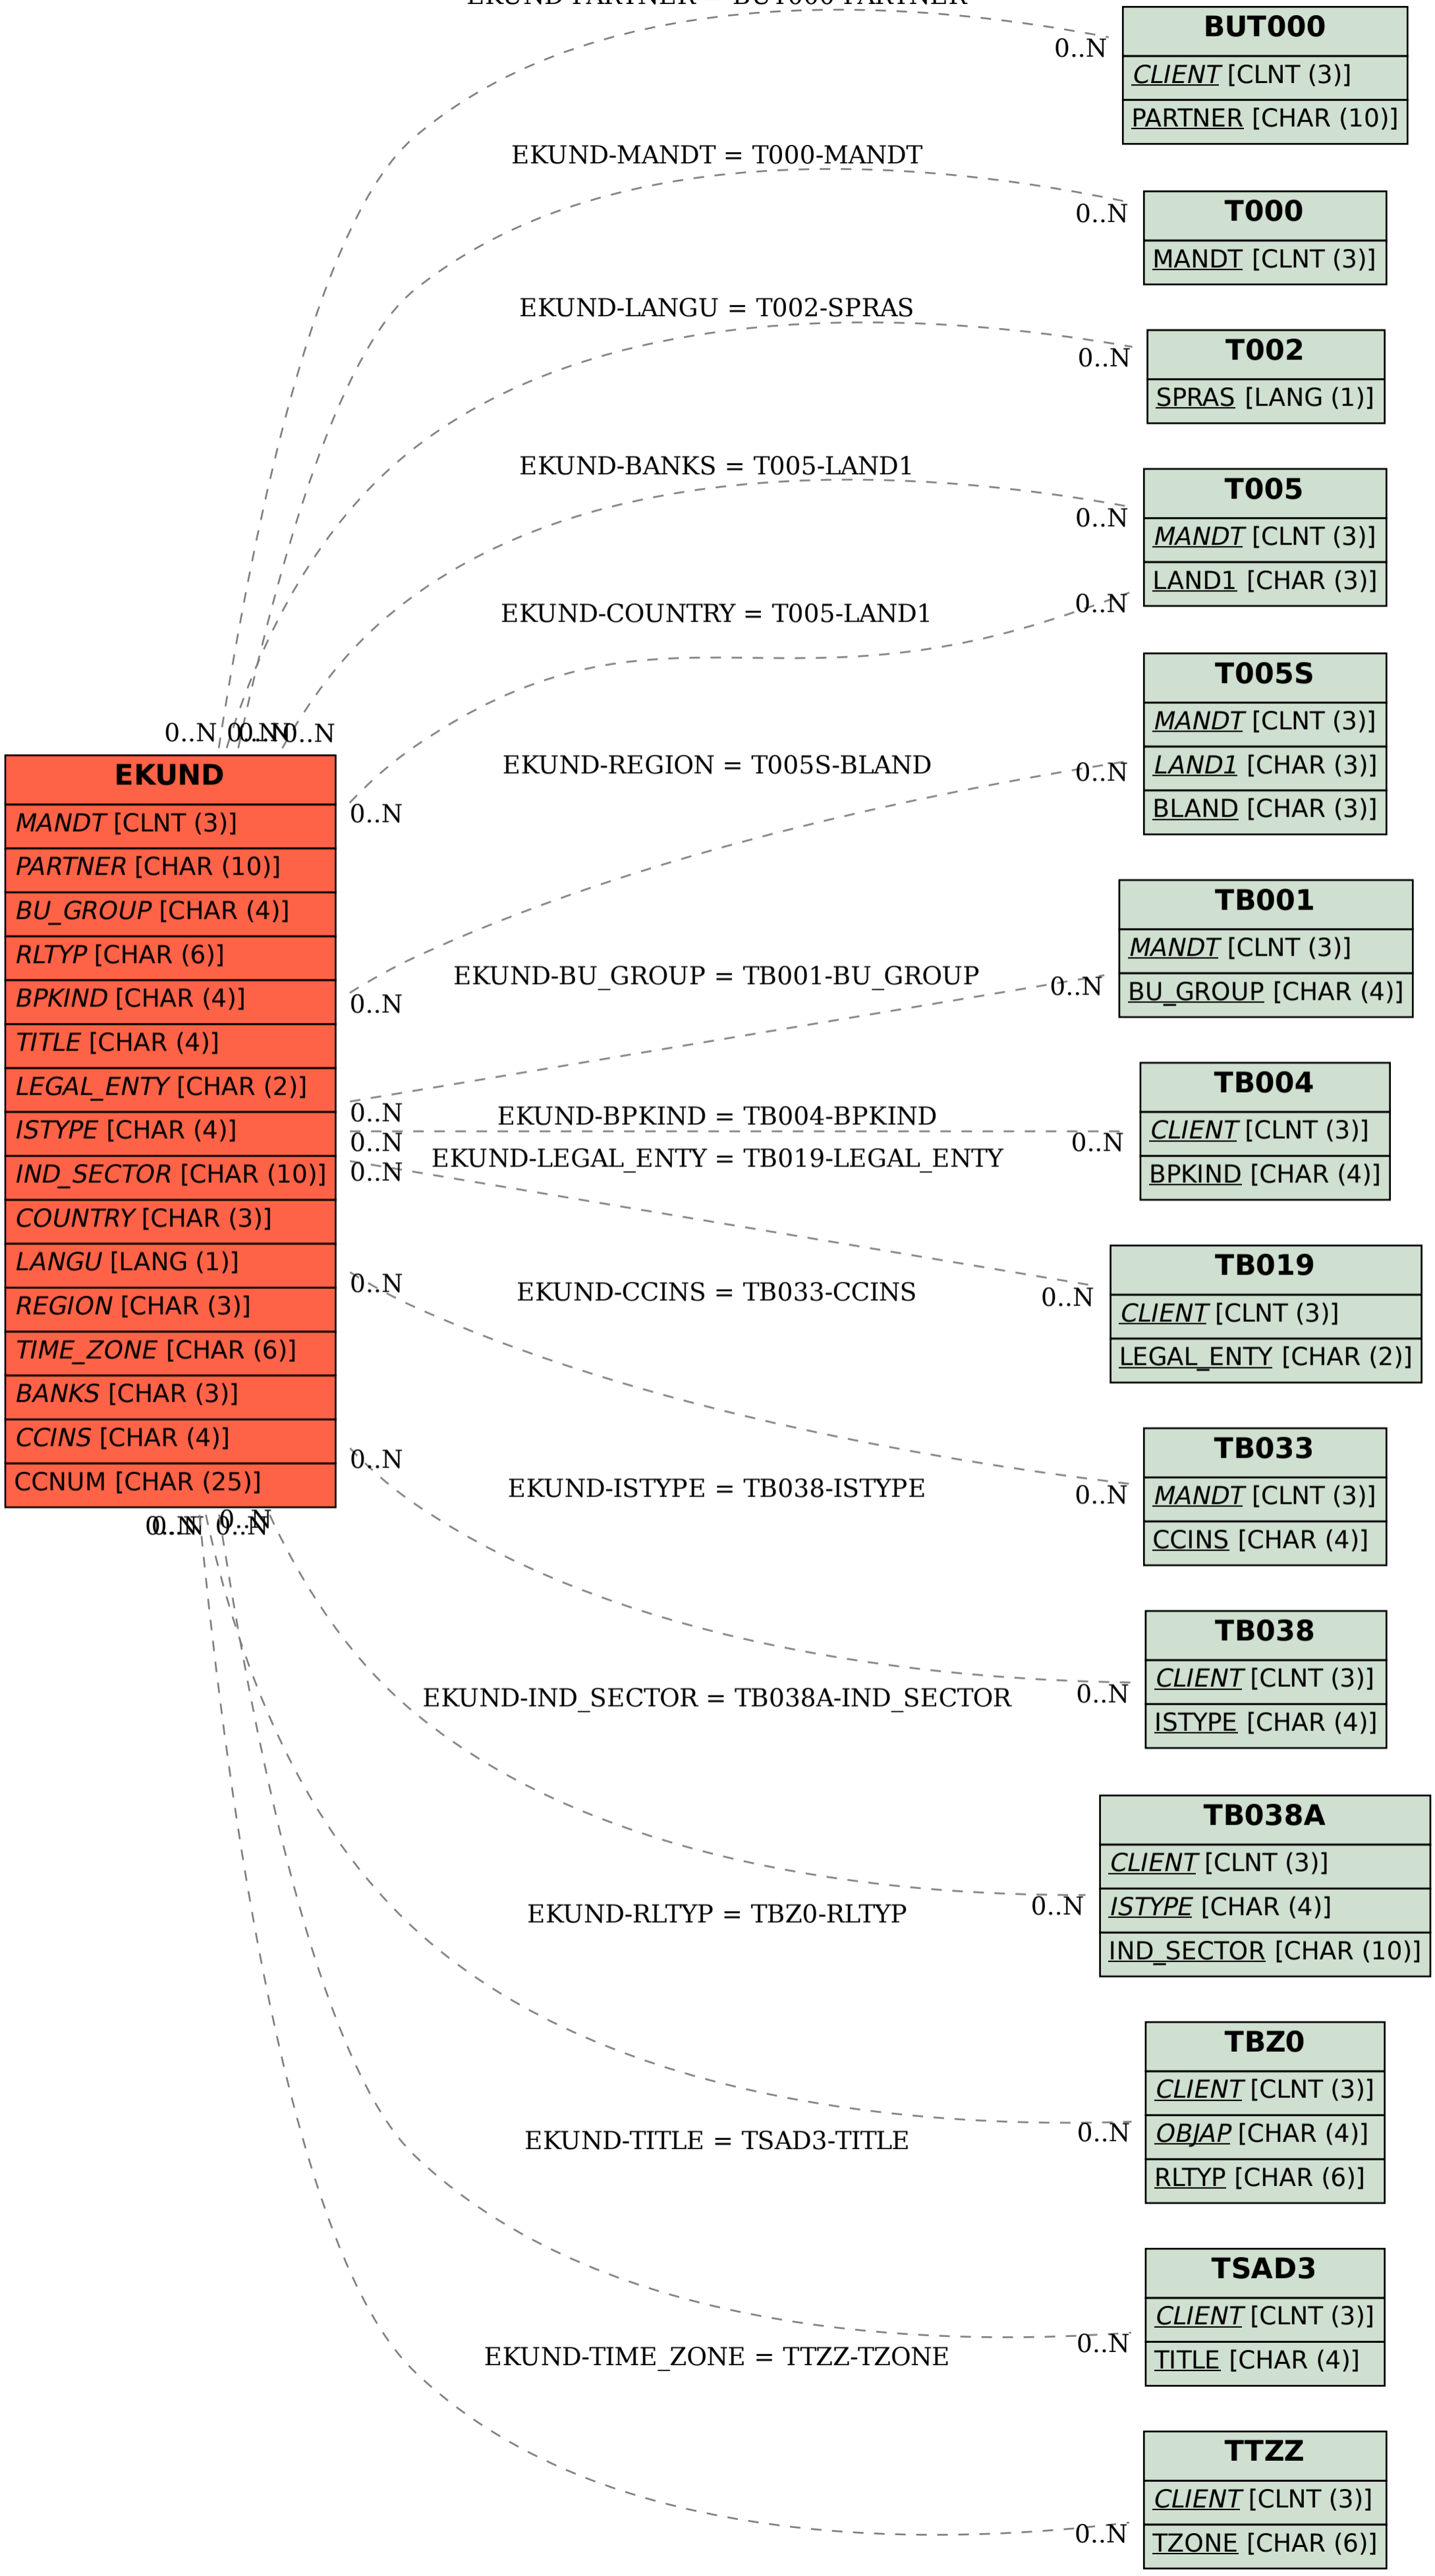 EKUND-PARTNER = BUT000-PARTNER
0..N
BUT000
CLIENT [CLNT (3)]
PARTNER [CHAR (10)]
EKUND-MANDT = T000-MANDT
0..N
T000
MANDT [CLNT (3)]
EKUND-LANGU = T002-SPRAS
0..N
T002
SPRAS [LANG (1)]
EKUND-BANKS = T005-LAND1
0..N
T005
MANDT [CLNT (3)]
LAND1 [CHAR (3)]
EKUND-COUNTRY = T005-LAND1
0..N
T005S
MANDT [CLNT (3)]
LAND1 [CHAR (3)]
BLAND [CHAR (3)]
EKUND-REGION = T005S-BLAND
0..N
0..N
0..N
0..N
0..N
EKUND
MANDT [CLNT (3)]
PARTNER [CHAR (10)]
BU_GROUP [CHAR (4)]
RLTYP [CHAR (6)]
BPKIND [CHAR (4)]
TITLE [CHAR (4)]
LEGAL_ENTY [CHAR (2)]
ISTYPE [CHAR (4)]
IND_SECTOR [CHAR (10)]
COUNTRY [CHAR (3)]
LANGU [LANG (1)]
REGION [CHAR (3)]
TIME_ZONE [CHAR (6)]
BANKS [CHAR (3)]
CCINS [CHAR (4)]
CCNUM [CHAR (25)]
0..N
0..N
0..N
0..N
0..N
0..N
0..N
0..N
0..N
0..N
0..N
EKUND-BU_GROUP = TB001-BU_GROUP
0..N
TB001
MANDT [CLNT (3)]
BU_GROUP [CHAR (4)]
EKUND-BPKIND = TB004-BPKIND
0..N
TB004
CLIENT [CLNT (3)]
BPKIND [CHAR (4)]
EKUND-LEGAL_ENTY = TB019-LEGAL_ENTY
0..N
TB019
CLIENT [CLNT (3)]
LEGAL_ENTY [CHAR (2)]
EKUND-CCINS = TB033-CCINS
0..N
TB033
MANDT [CLNT (3)]
CCINS [CHAR (4)]
EKUND-ISTYPE = TB038-ISTYPE
0..N
TB038
CLIENT [CLNT (3)]
ISTYPE [CHAR (4)]
EKUND-IND_SECTOR = TB038A-IND_SECTOR
0..N
TB038A
CLIENT [CLNT (3)]
ISTYPE [CHAR (4)]
IND_SECTOR [CHAR (10)]
EKUND-RLTYP = TBZ0-RLTYP
0..N
TBZ0
CLIENT [CLNT (3)]
OBJAP [CHAR (4)]
RLTYP [CHAR (6)]
EKUND-TITLE = TSAD3-TITLE
0..N
TSAD3
CLIENT [CLNT (3)]
TITLE [CHAR (4)]
EKUND-TIME_ZONE = TTZZ-TZONE
0..N
TTZZ
CLIENT [CLNT (3)]
TZONE [CHAR (6)]